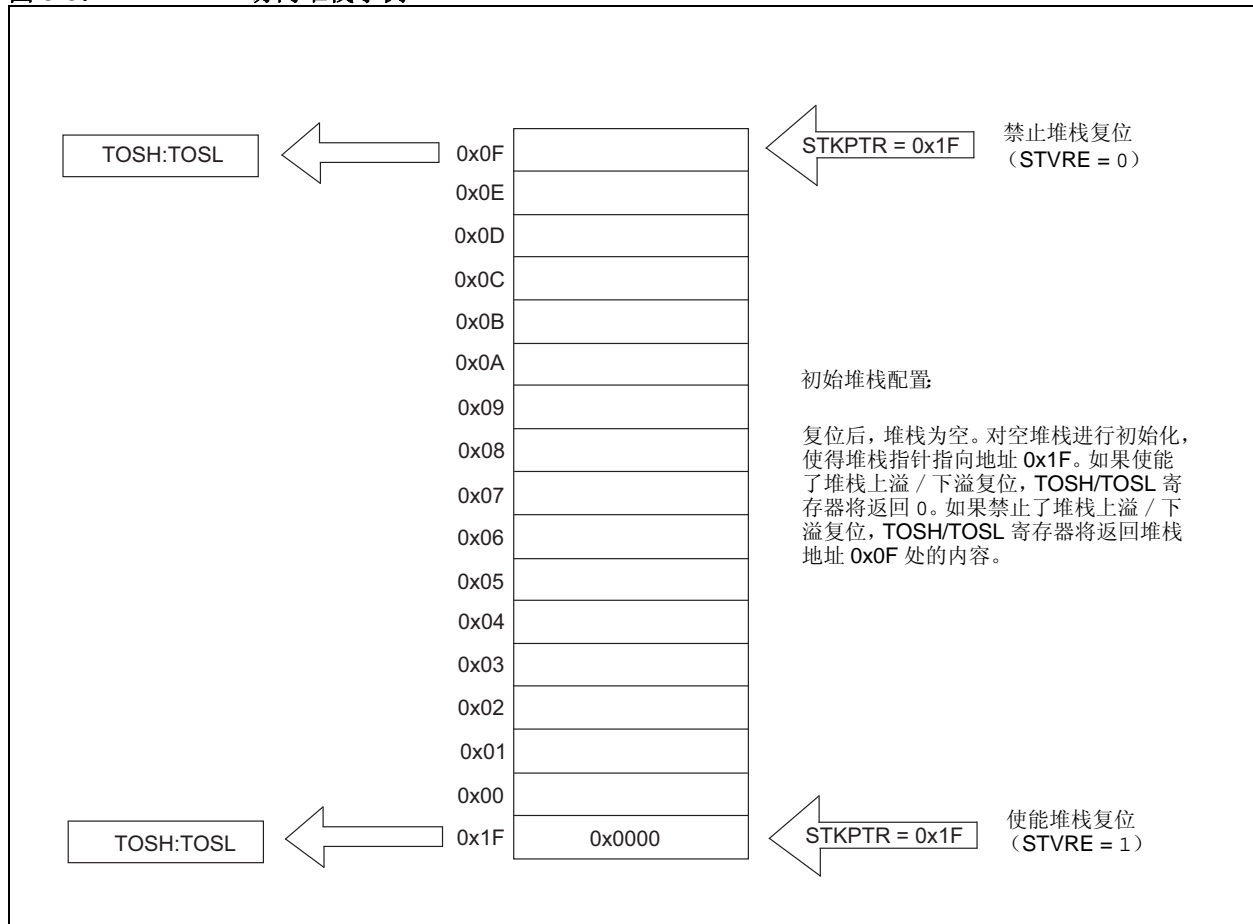 TOSH:TOSL
0x0F
STKPTR = 0x1F
禁止堆栈复位
（STVRE = 0）
0x0E
0x0D
0x0C
0x0B
0x0A
初始堆栈配置:
0x09
复位后，堆栈为空。对空堆栈进行初始化，
使得堆栈指针指向地址 0x1F。如果使能
了堆栈上溢 / 下溢复位，TOSH/TOSL 寄
存器将返回 0。如果禁止了堆栈上溢 / 下
溢复位，TOSH/TOSL 寄存器将返回堆栈
地址 0x0F 处的内容。
0x08
0x07
0x06
0x05
0x04
0x03
0x02
0x01
0x00
TOSH:TOSL
0x1F
0x0000
STKPTR = 0x1F
使能堆栈复位
（STVRE = 1）